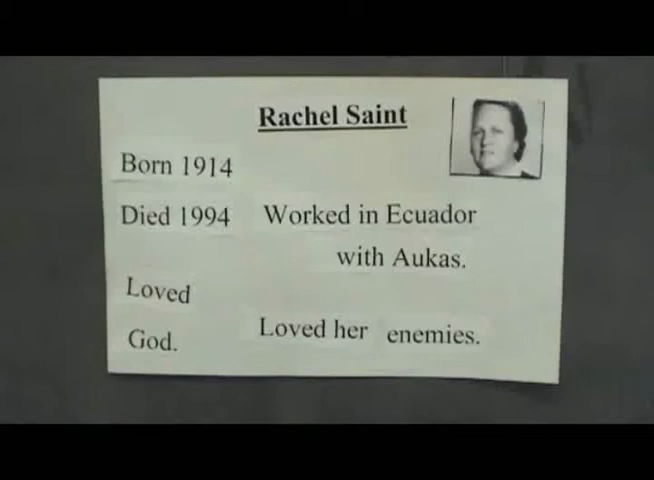 Rachel Saint
Born 1914
Died 1994 Worked in Ecuador
with Aukas.
Loved
God. Loved her enemies.